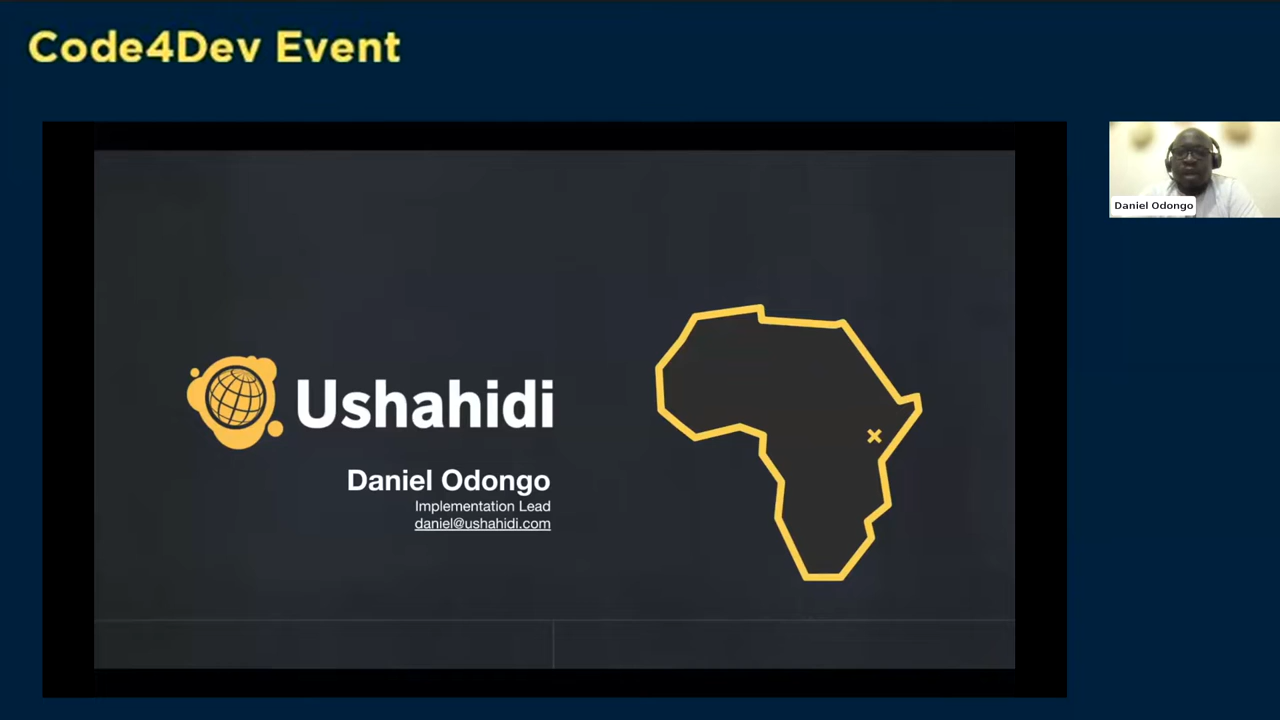 Code4Dev Event
Ushahidi
Daniel Odongo
Implementation Lead
daniel@ushahidi.com
Daniel Odongo